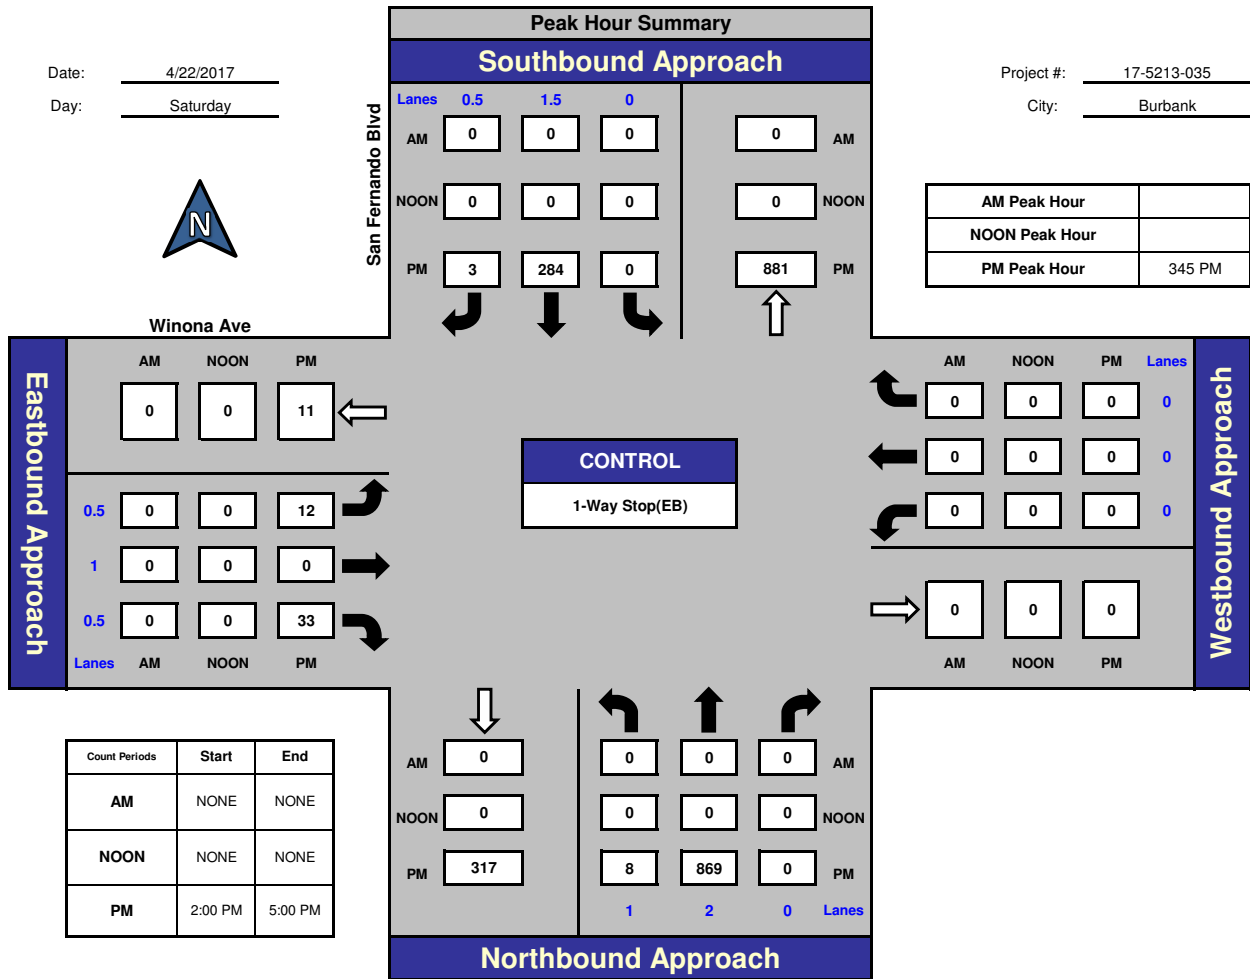 Peak Hour Summary
Southbound Approach
Date: 4/22/2017
Day: Saturday
Project #: 17-5213-035
City: Burbank
San Fernando Blvd
Lanes 0.5 1.5 0
AM 0 0 0 0 AM
NOON 0 0 0 0 NOON
PM 3 284 0 881 PM
N
AM Peak Hour
NOON Peak Hour
PM Peak Hour 345 PM
Winona Ave
Eastbound Approach
AM NOON PM
0 0 11
0.5 0 0 12
1 0 0 0
0.5 0 0 33
Lanes AM NOON PM
CONTROL
1-Way Stop(EB)
AM NOON PM Lanes
0 0 0 0
0 0 0 0
0 0 0 0
0 0 0
AM NOON PM
Westbound Approach
Count Periods Start End
AM NONE NONE
NOON NONE NONE
PM 2:00 PM 5:00 PM
AM 0 0 0 0 AM
NOON 0 0 0 0 NOON
PM 317 8 869 0 PM
1 2 0 Lanes
Northbound Approach